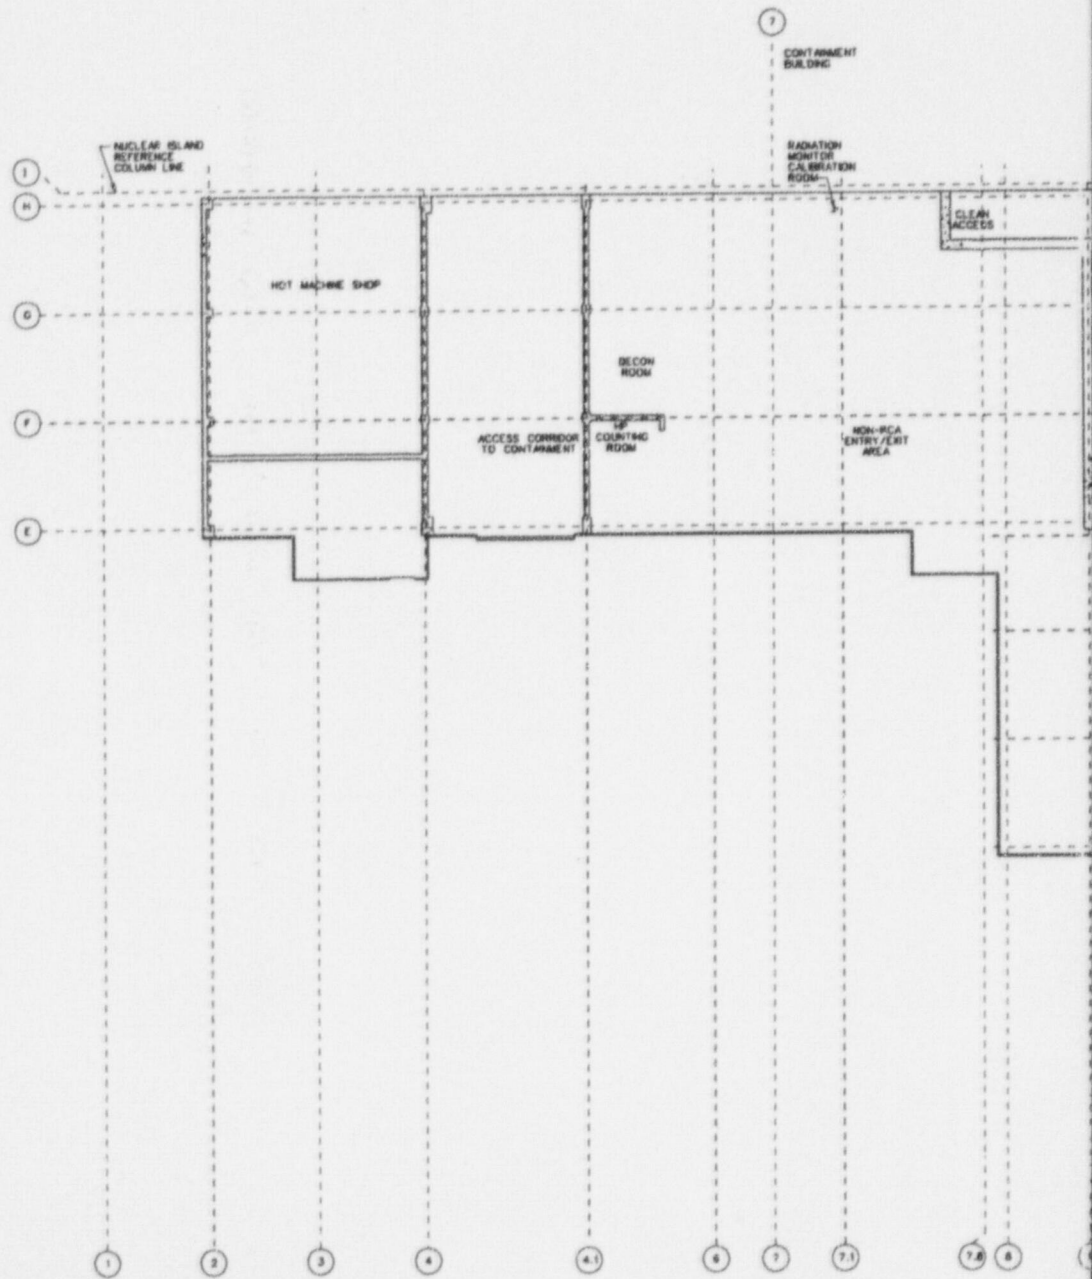 7
CONTAINMENT
BUILDING
NUCLEAR ISLAND
REFERENCE
COLUMN LINE
RADIATION
MONITOR
CALIBRATION
ROOM
I
H
CLEAN
ACCESS
HOT MACHINE SHOP
G
DECON
ROOM
F
ACCESS CORRIDOR
TO CONTAINMENT
HP
COUNTING
ROOM
NON-RCA
ENTRY/EXIT
AREA
E
1
2
3
4
4.1
6
7
7.1
7.8
8